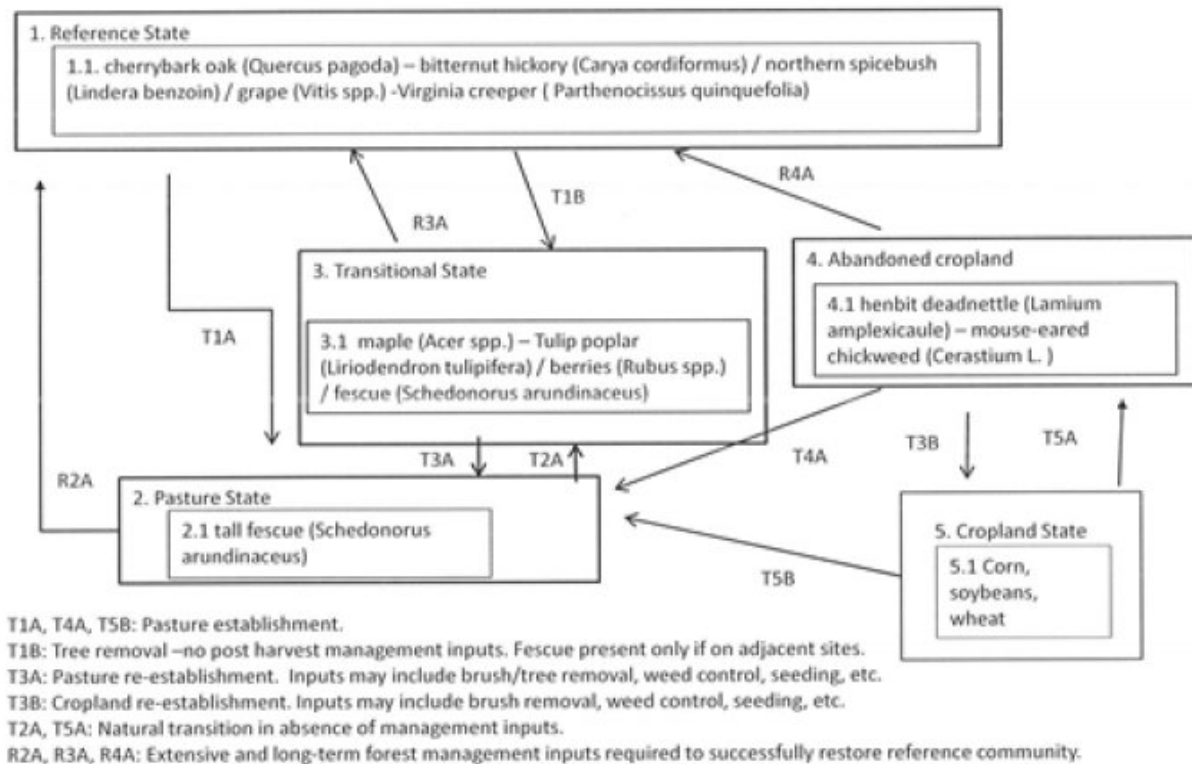 1. Reference State
1.1. cherrybark oak (Quercus pagoda) – bitternut hickory (Carya cordiformus) / northern spicebush
(Lindera benzoin) / grape (Vitis spp.) -Virginia creeper ( Parthenocissus quinquefolia)
R4A
T1B
R3A
3. Transitional State
4. Abandoned cropland
4.1 henbit deadnettle (Lamium
amplexicaule) – mouse-eared
chickweed (Cerastium L. )
T1A
3.1 maple (Acer spp.) – Tulip poplar
(Liriodendron tulipifera) / berries (Rubus spp.)
/ fescue (Schedonorus arundinaceus)
T3A
T2A
T4A
T3B
T5A
R2A
2. Pasture State
2.1 tall fescue (Schedonorus
arundinaceus)
5. Cropland State
5.1 Corn,
soybeans,
wheat
T5B
T1A, T4A, T5B: Pasture establishment.
T1B: Tree removal –no post harvest management inputs. Fescue present only if on adjacent sites.
T3A: Pasture re-establishment. Inputs may include brush/tree removal, weed control, seeding, etc.
T3B: Cropland re-establishment. Inputs may include brush removal, weed control, seeding, etc.
T2A, T5A: Natural transition in absence of management inputs.
R2A, R3A, R4A: Extensive and long-term forest management inputs required to successfully restore reference community.